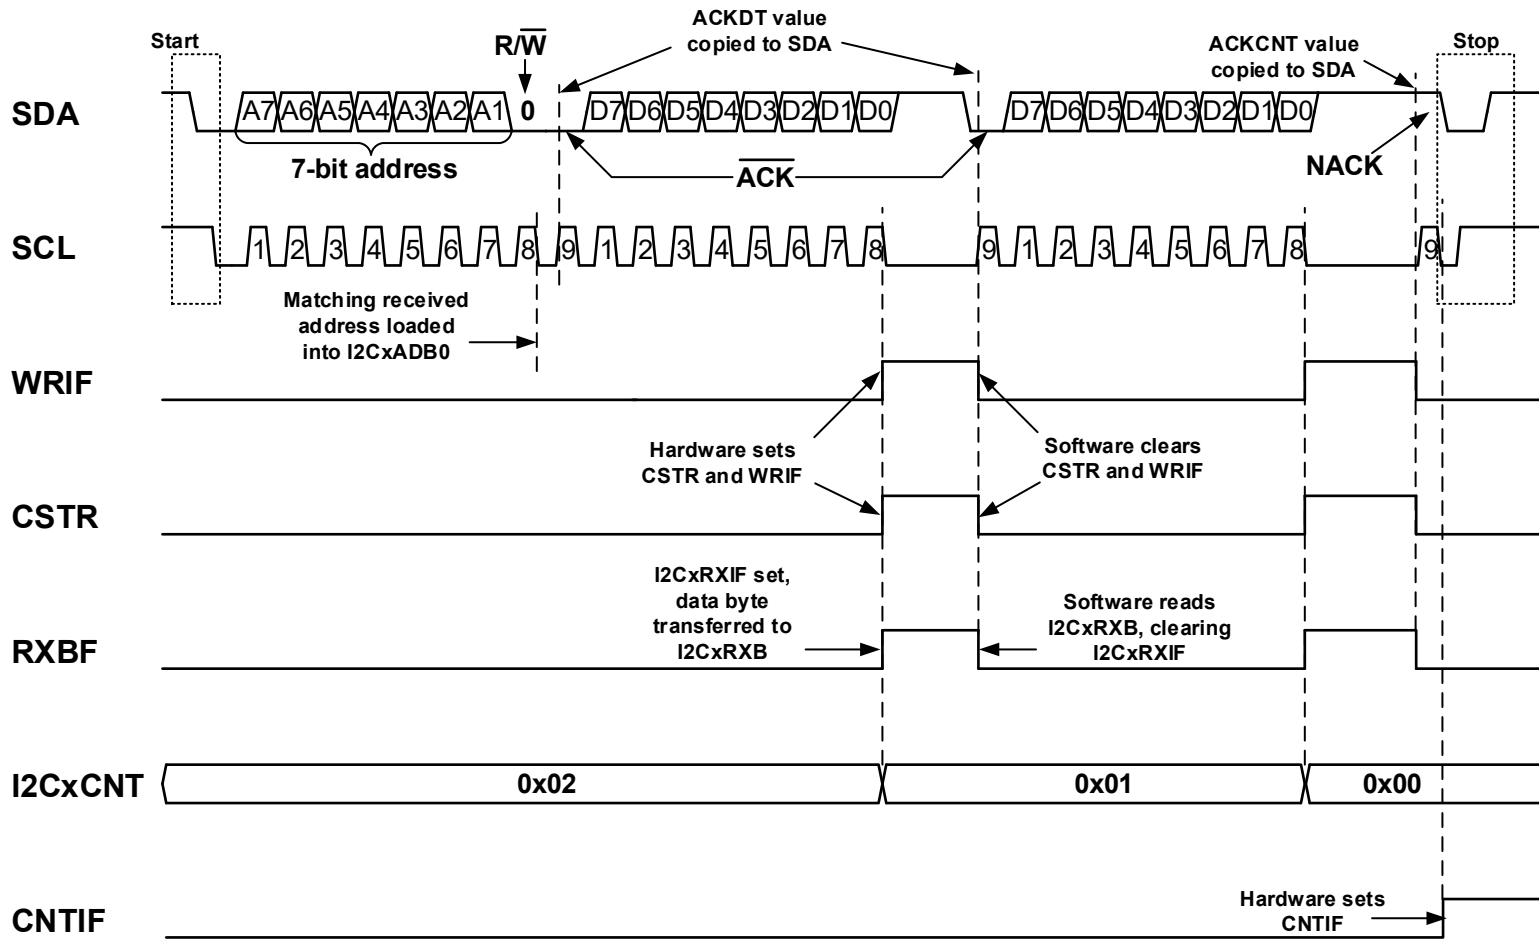 Start
R/W
ACKDT value
copied to SDA
ACKCNT value
copied to SDA
Stop
SDA
A7 A6 A5 A4 A3 A2 A1 0 D7 D6 D5 D4 D3 D2 D1 D0 D7 D6 D5 D4 D3 D2 D1 D0
7-bit address
ACK
NACK
SCL
1 2 3 4 5 6 7 8 9 1 2 3 4 5 6 7 8 9 1 2 3 4 5 6 7 8 9
Matching received
address loaded
into I2CxADB0
WRIF
Hardware sets
CSTR and WRIF
Software clears
CSTR and WRIF
CSTR
I2CxRXIF set,
data byte
transferred to
I2CxRXB
Software reads
I2CxRXB, clearing
I2CxRXIF
RXBF
I2CxCNT
0x02 0x01 0x00
Hardware sets
CNTIF
CNTIF